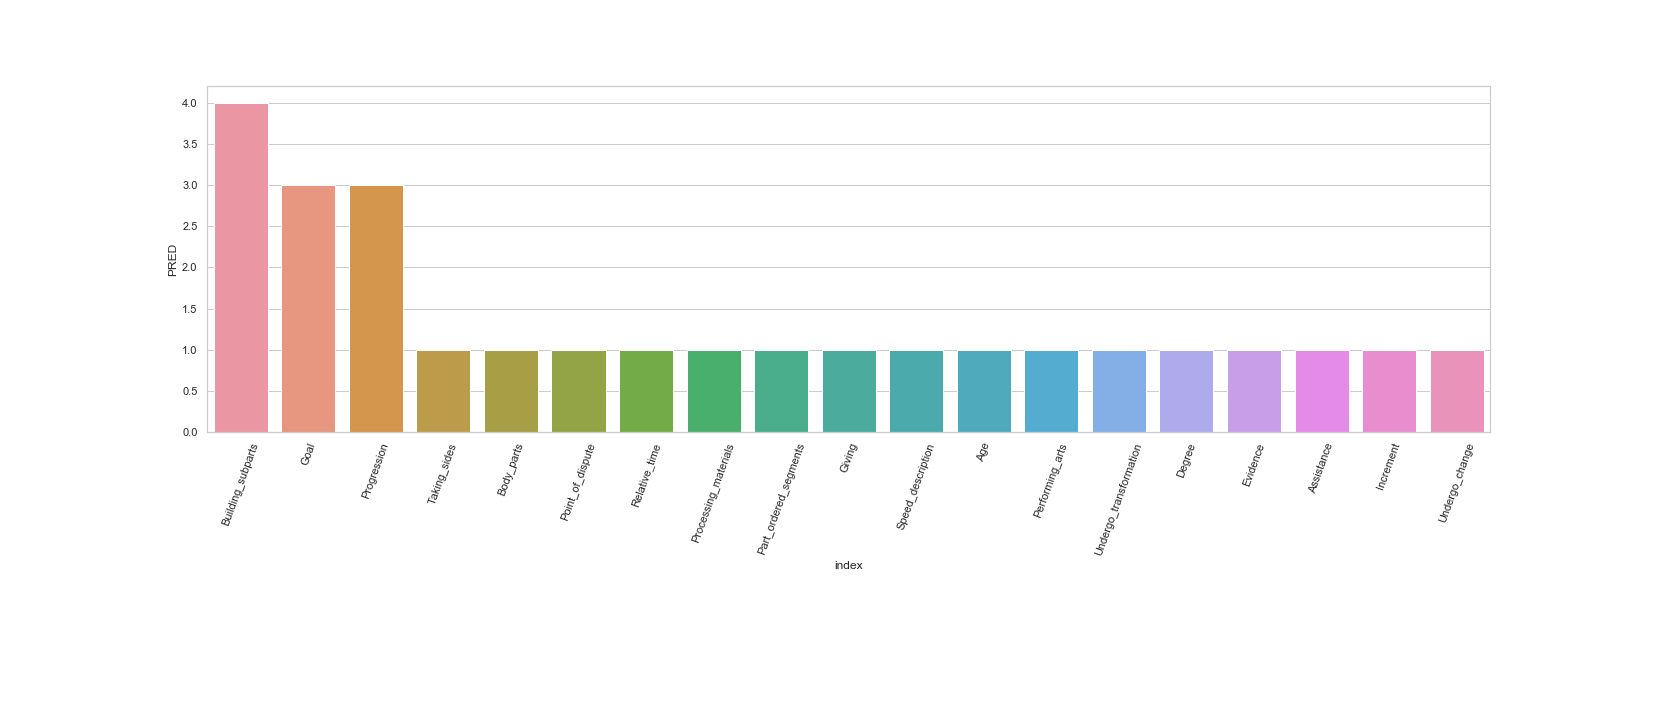 4.0
3.5
3.0
2.5
2.0
1.5
1.0
0.5
0.0
PRED
Building_subparts
Goal
Progression
Taking_sides
Body_parts
Point_of_dispute
Relative_time
Processing_materials
Part_ordered_segments
Giving
Speed_description
Age
Performing_arts
Undergo_transformation
Degree
Evidence
Assistance
Increment
Undergo_change
index